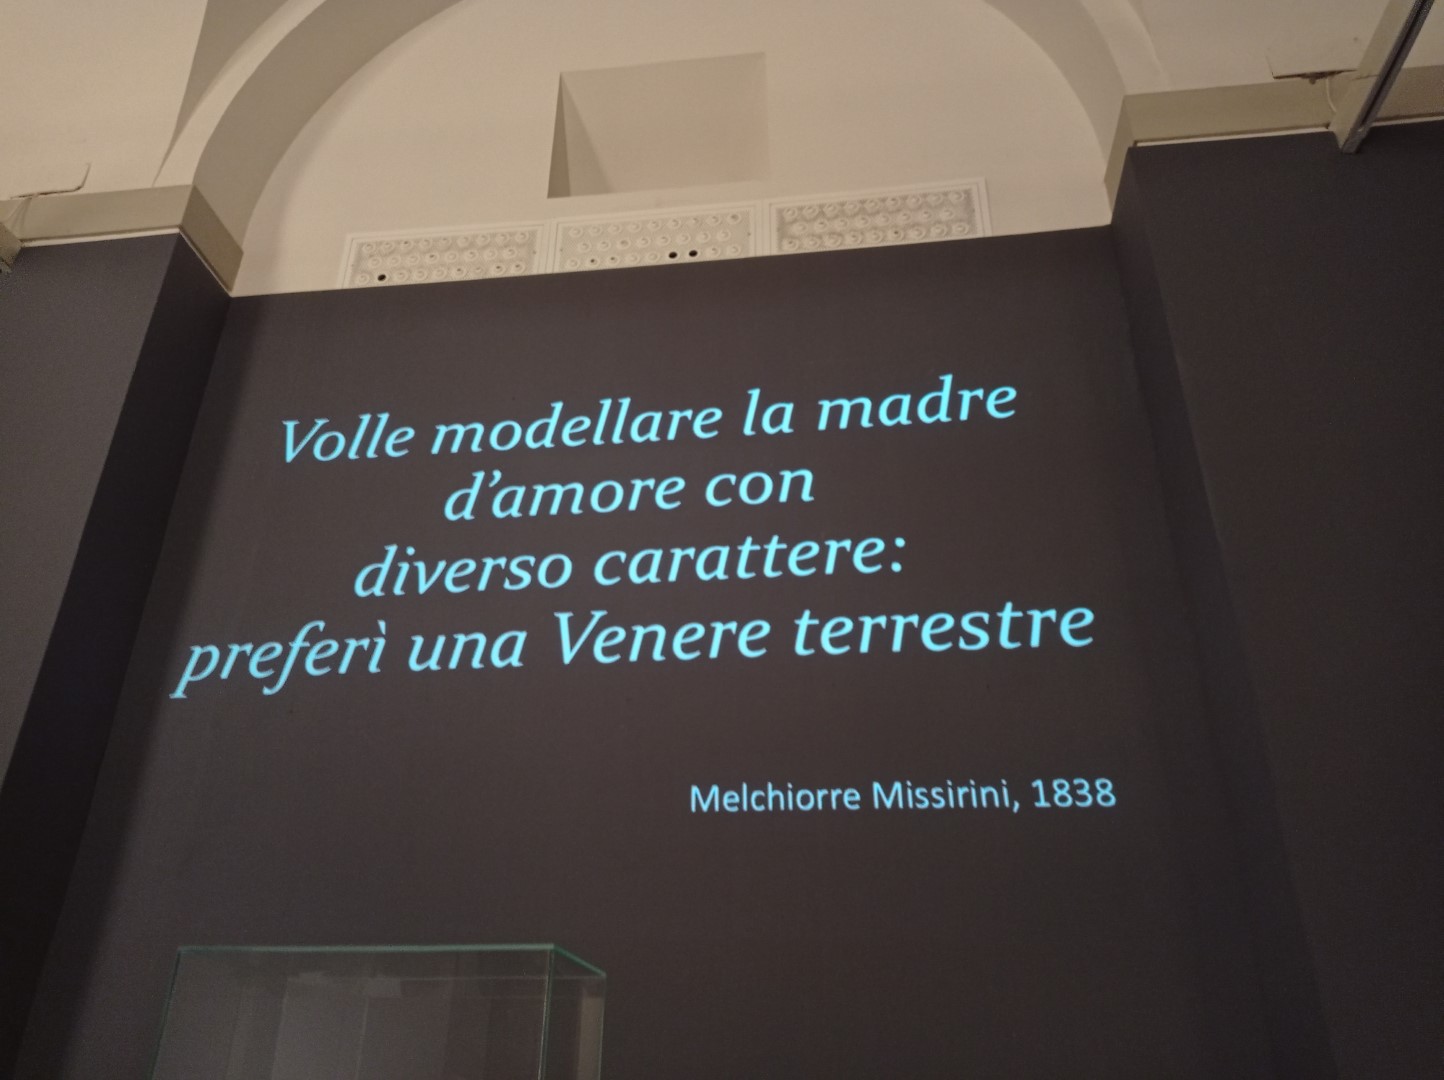 Volle modellare la madre
d’amore con
diverso carattere:
preferì una Venere terrestre
Melchiorre Missirini, 1838